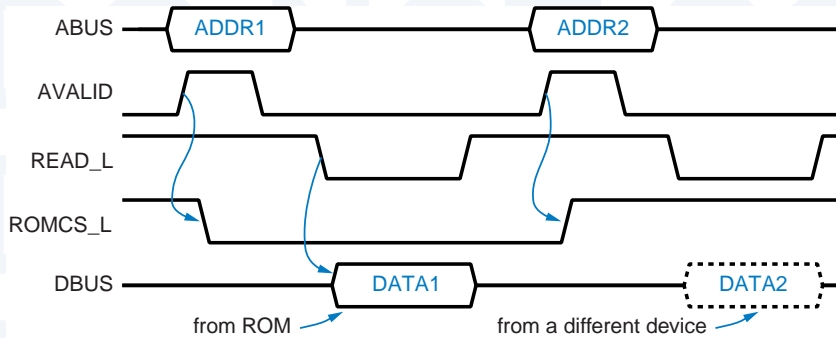 ABUS ADDR1 ADDR2
AVALID
READ_L
ROMCS_L
DBUS DATA1 DATA2
from ROM from a different device